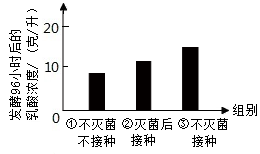 发酵96小时后的
乳酸浓度/（克/升）
20
10
0
组别
①不灭菌 ②灭菌后 ③不灭菌
不接种 接种 接种